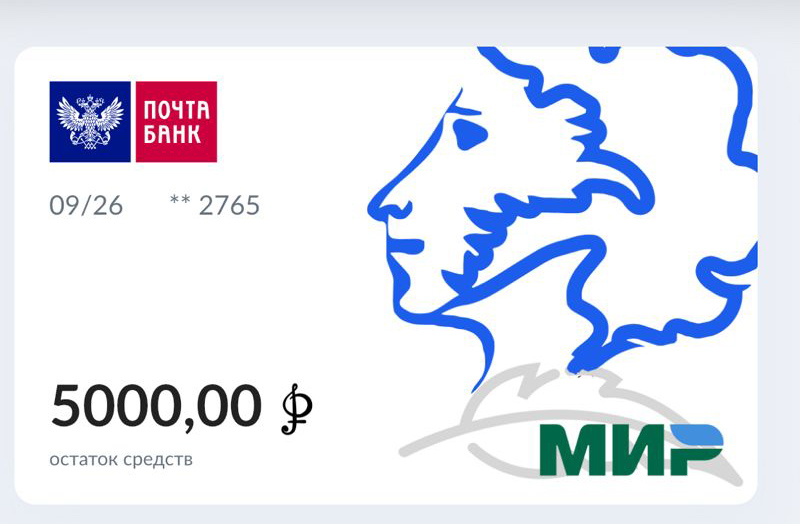 ПОЧТА
БАНК
09/26 ** 2765
5000,00
остаток средств
МИР